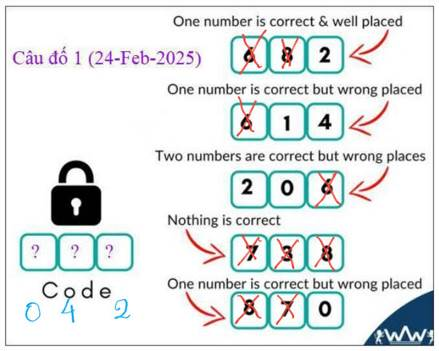 One number is correct & well placed
Câu đố 1 (24-Feb-2025)
6 8 2
One number is correct but wrong placed
6 1 4
Two numbers are correct but wrong places
2 0 6
Nothing is correct
7 3 8
One number is correct but wrong placed
8 7 0
? ? ?
Code
0 4 2
WAW